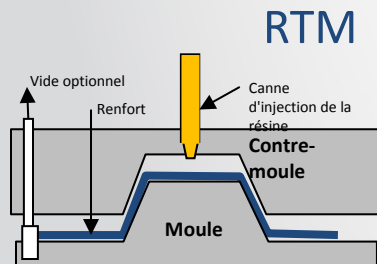 RTM
Vide optionnel
Renfort
Canne
d'injection de la
résine
Contre-
moule
Moule